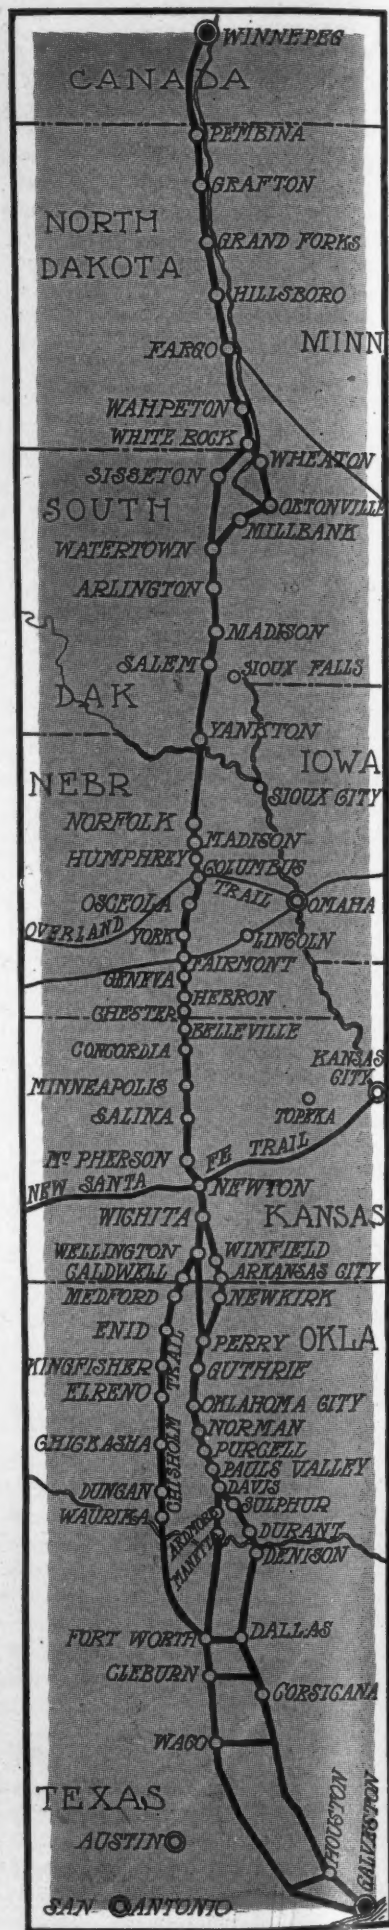 WINNEPEG
CANADA
PEMBINA
GRAFTON
NORTH
GRAND FORKS
DAKOTA
HILLSBORO
MINN
FARGO
WAHPETON
WHITE ROCK
WHEATON
SISSETON
ORTONVILLE
SOUTH
MILLBANK
WATERTOWN
ARLINGTON
MADISON
SALEM
SIOUX FALLS
DAK
YANKTON
IOWA
NEBR
SIOUX CITY
NORFOLK
MADISON
HUMPHREY
COLUMBUS
TRAIL
OSCEOLA
OMAHA
OVERLAND
YORK
LINCOLN
FAIRMONT
GENEVA
HEBRON
CHESTER
BELLEVILLE
CONCORDIA
KANSAS
CITY
MINNEAPOLIS
TOPEKA
SALINA
Mc PHERSON
FE TRAIL
NEW SANTA
NEWTON
WICHITA
KANSAS
WELLINGTON
WINFIELD
CALDWELL
ARKANSAS CITY
MEDFORD
NEWKIRK
ENID
PERRY
OKLA
KINGFISHER
GUTHRIE
ELRENO
CHISHOLM TRAIL
OKLAHOMA CITY
NORMAN
CHICKASHA
PURCELL
PAULS VALLEY
DAVIS
DUNCAN
SULPHUR
WAURIKA
ARDMORE
MANETTA
DURANT
DENISON
FORT WORTH
DALLAS
CLEBURN
CORSICANA
WACO
TEXAS
AUSTIN
HOUSTON
GALVESTON
SAN ANTONIO